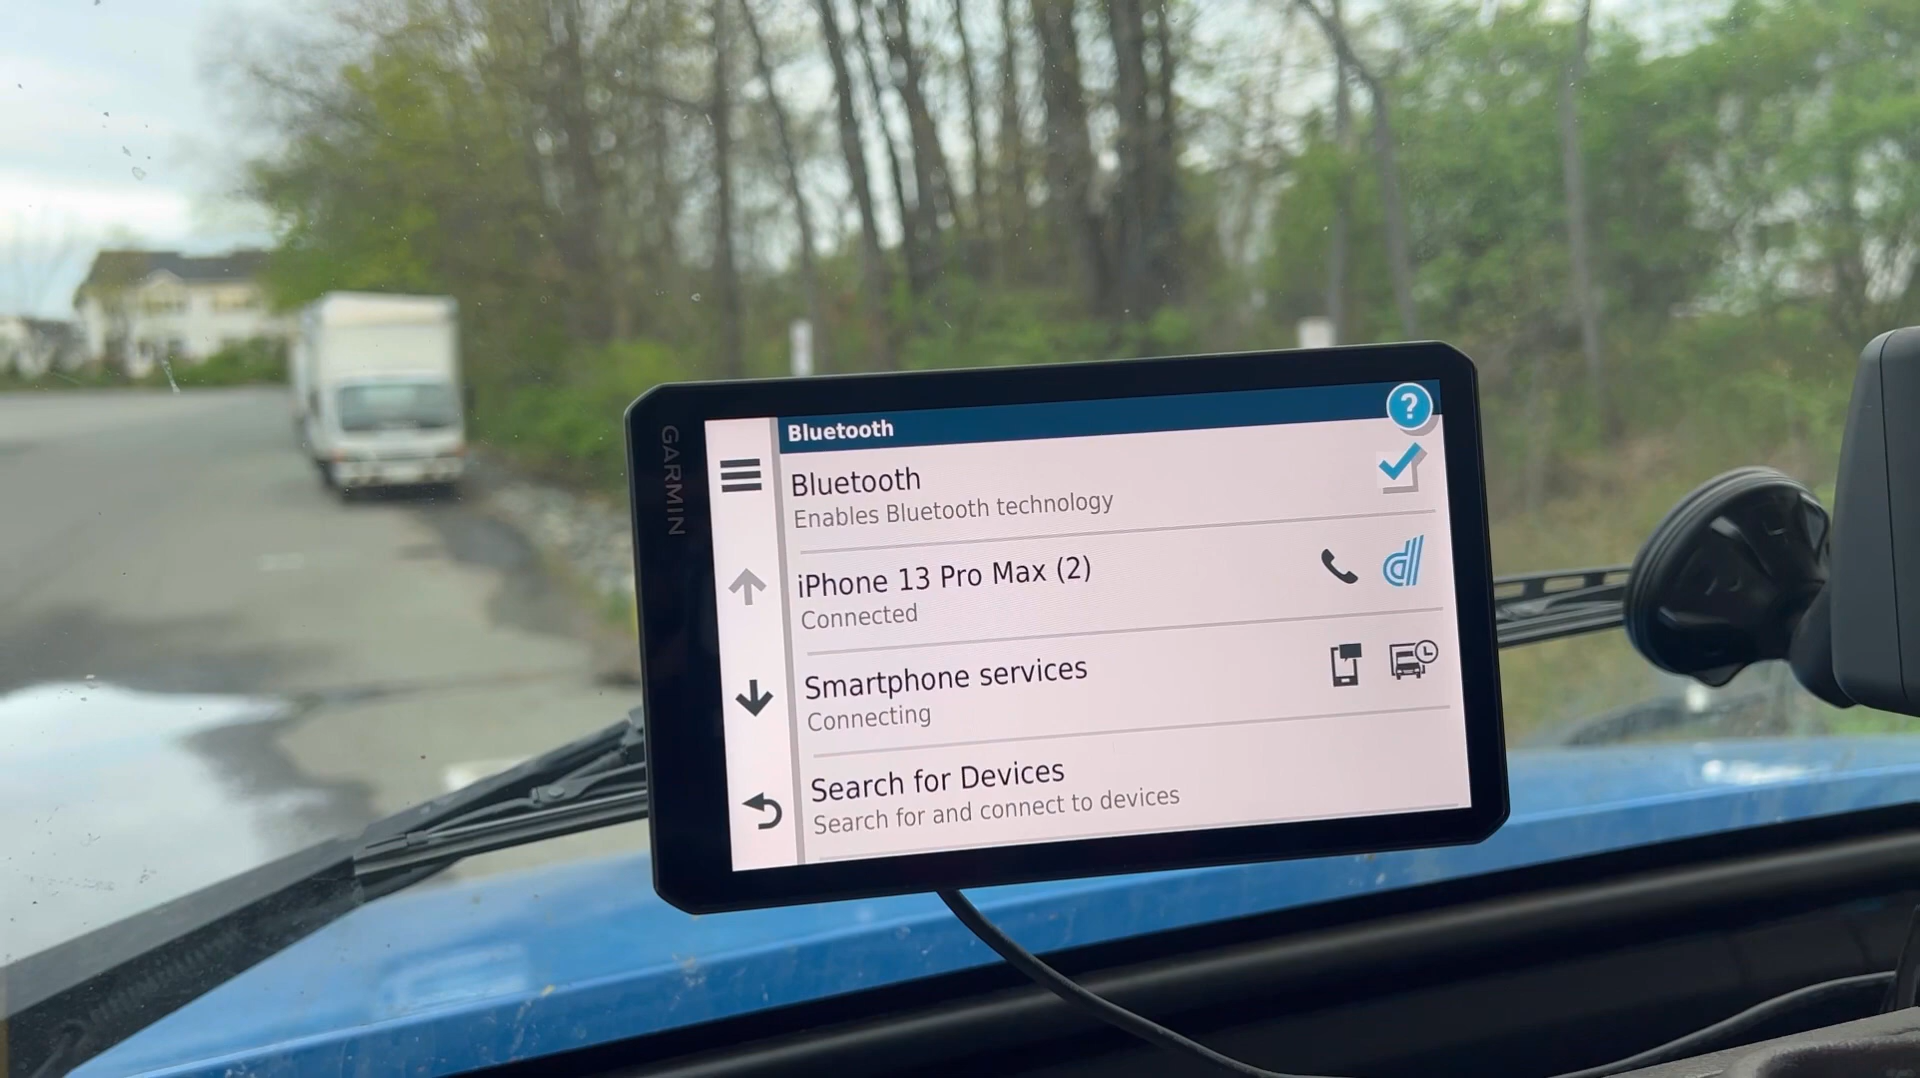 GARMIN
Bluetooth
?
Bluetooth
Enables Bluetooth technology
iPhone 13 Pro Max (2)
Connected
Smartphone services
Connecting
Search for Devices
Search for and connect to devices